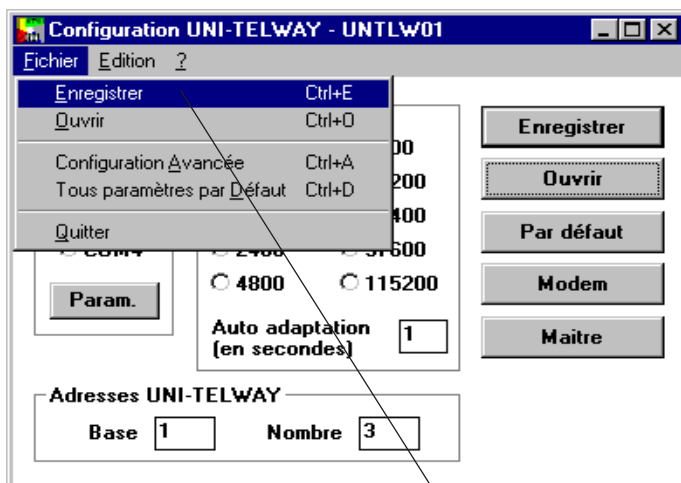 Configuration UNI-TELWAY - UNTLW01
Fichier Edition ?
Enregistrer Ctrl+E
Ouvrir Ctrl+O
Configuration Avancée Ctrl+A
Tous paramètres par Défaut Ctrl+D
Quitter
4800 115200
Param.
Auto adaptation
(en secondes) 1
Enregistrer
Ouvrir
Par défaut
Modem
Maitre
Adresses UNI-TELWAY
Base 1 Nombre 3